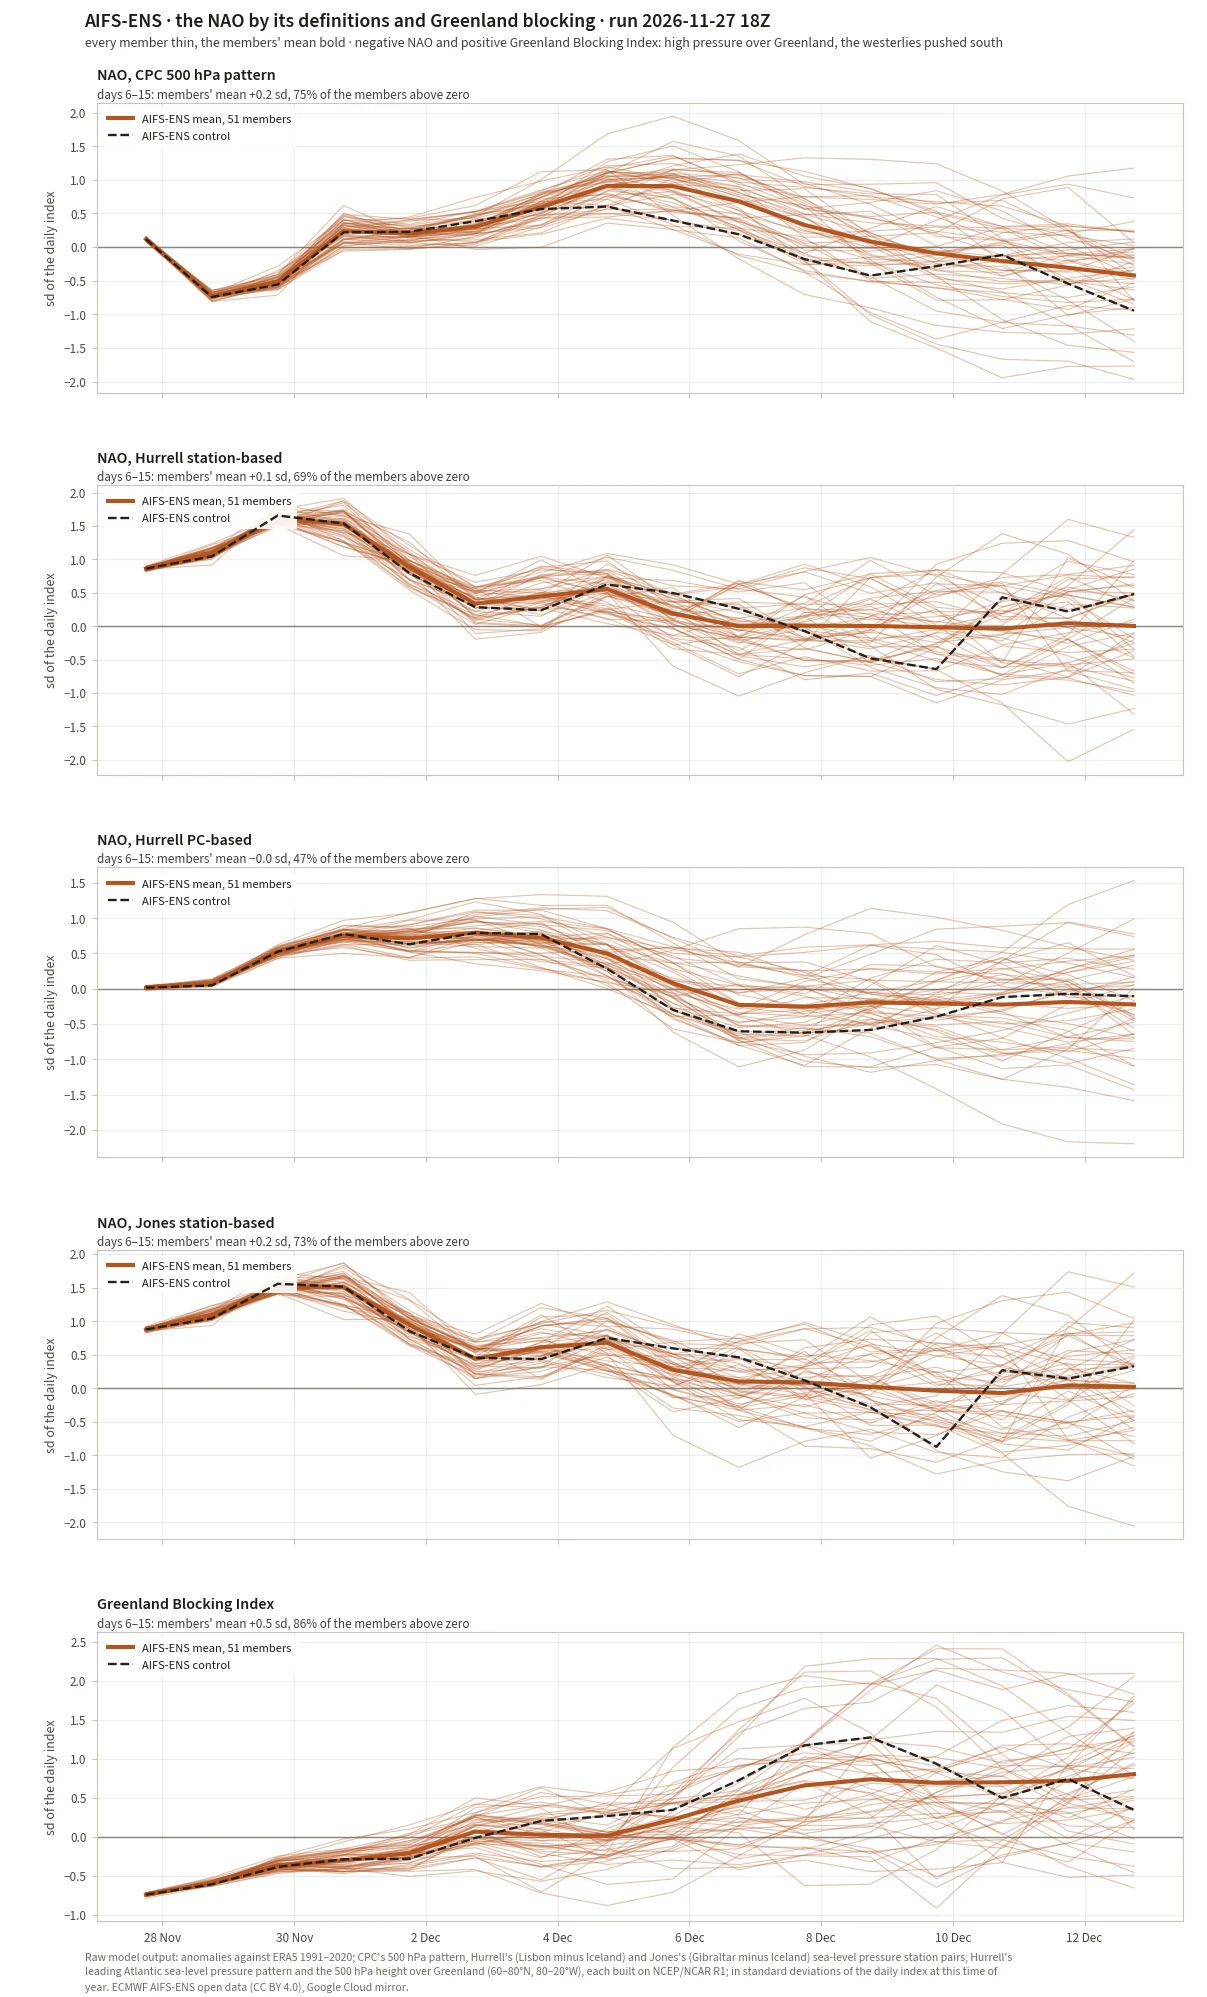 AIFS-ENS · the NAO by its definitions and Greenland blocking · run 2026-11-27 18Z
every member thin, the members' mean bold · negative NAO and positive Greenland Blocking Index: high pressure over Greenland, the westerlies pushed south
NAO, CPC 500 hPa pattern
days 6–15: members' mean +0.2 sd, 75% of the members above zero
AIFS-ENS mean, 51 members
AIFS-ENS control
sd of the daily index
2.0
1.5
1.0
0.5
0.0
−0.5
−1.0
−1.5
−2.0
NAO, Hurrell station-based
days 6–15: members' mean +0.1 sd, 69% of the members above zero
AIFS-ENS mean, 51 members
AIFS-ENS control
sd of the daily index
2.0
1.5
1.0
0.5
0.0
−0.5
−1.0
−1.5
−2.0
NAO, Hurrell PC-based
days 6–15: members' mean −0.0 sd, 47% of the members above zero
AIFS-ENS mean, 51 members
AIFS-ENS control
sd of the daily index
1.5
1.0
0.5
0.0
−0.5
−1.0
−1.5
−2.0
NAO, Jones station-based
days 6–15: members' mean +0.2 sd, 73% of the members above zero
AIFS-ENS mean, 51 members
AIFS-ENS control
sd of the daily index
2.0
1.5
1.0
0.5
0.0
−0.5
−1.0
−1.5
−2.0
Greenland Blocking Index
days 6–15: members' mean +0.5 sd, 86% of the members above zero
AIFS-ENS mean, 51 members
AIFS-ENS control
sd of the daily index
2.5
2.0
1.5
1.0
0.5
0.0
−0.5
−1.0
28 Nov 30 Nov 2 Dec 4 Dec 6 Dec 8 Dec 10 Dec 12 Dec
Raw model output: anomalies against ERA5 1991–2020; CPC's 500 hPa pattern, Hurrell's (Lisbon minus Iceland) and Jones's (Gibraltar minus Iceland) sea-level pressure station pairs, Hurrell's
leading Atlantic sea-level pressure pattern and the 500 hPa height over Greenland (60–80°N, 80–20°W), each built on NCEP/NCAR R1; in standard deviations of the daily index at this time of
year. ECMWF AIFS-ENS open data (CC BY 4.0), Google Cloud mirror.